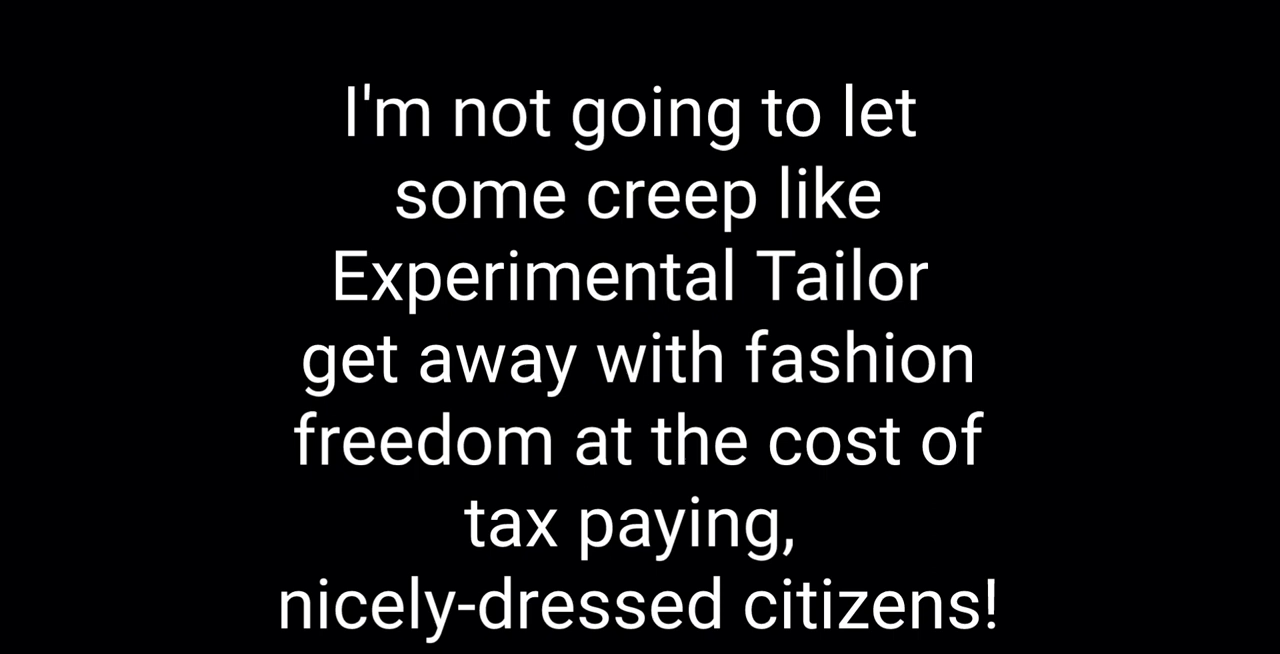 I'm not going to let
some creep like
Experimental Tailor
get away with fashion
freedom at the cost of
tax paying,
nicely-dressed citizens!